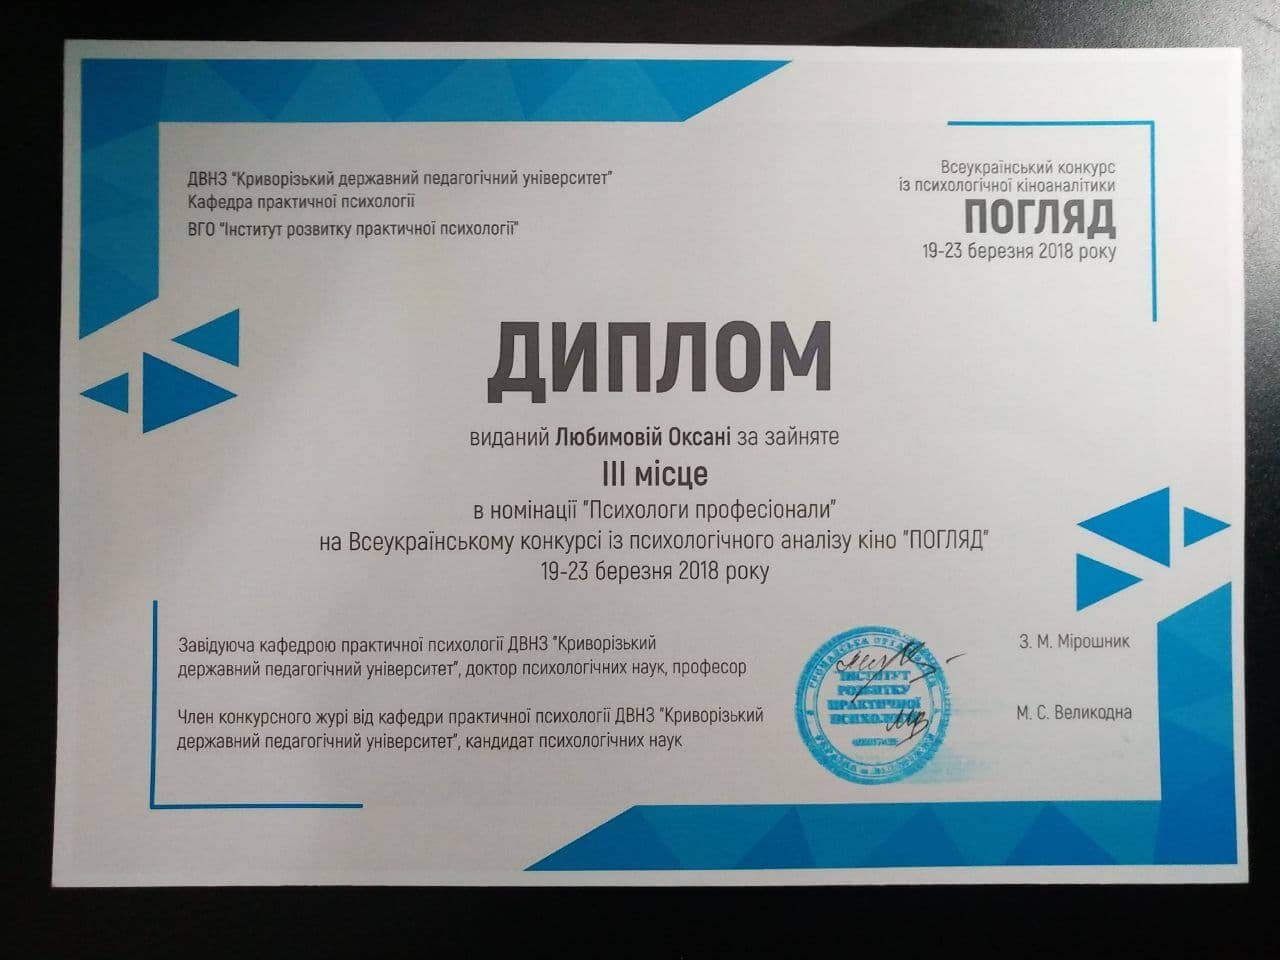 ДВНЗ "Криворізький державний педагогічний університет"
Кафедра практичної психології
ВГО "Інститут розвитку практичної психології"
Всеукраїнський конкурс
із психологічної кіноаналітики
ПОГЛЯД
19-23 березня 2018 року
ДИПЛОМ
виданий Любимовій Оксані за зайняте
III місце
в номінації "Психологи професіонали"
на Всеукраїнському конкурсі із психологічного аналізу кіно "ПОГЛЯД"
19-23 березня 2018 року
Завідуюча кафедрою практичної психології ДВНЗ "Криворізький
державний педагогічний університет", доктор психологічних наук, професор
З. М. Мірошник
Член конкурсного журі від кафедри практичної психології ДВНЗ "Криворізький
державний педагогічний університет", кандидат психологічних наук
М. С. Великодна
ІНСТИТУТ
РОЗВИТКУ
ПРАКТИЧНОЇ
ПСИХОЛОГІЇ